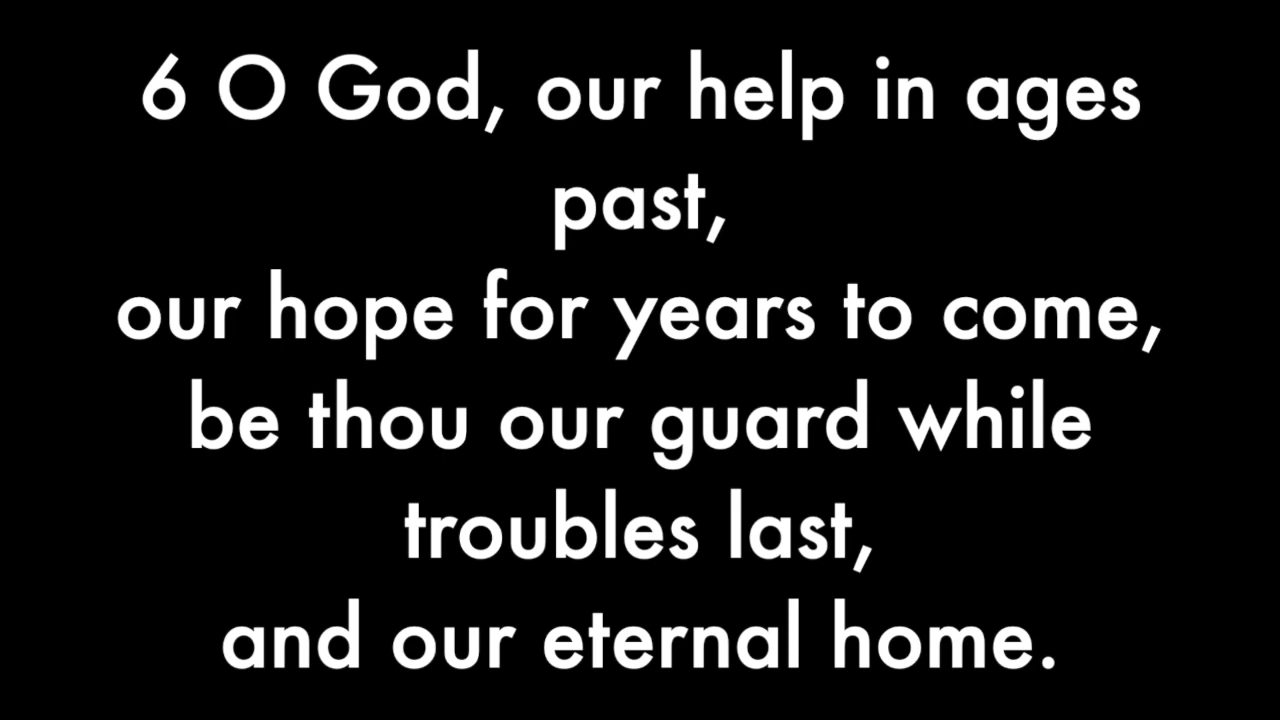 6 O God, our help in ages
past,
our hope for years to come,
be thou our guard while
troubles last,
and our eternal home.